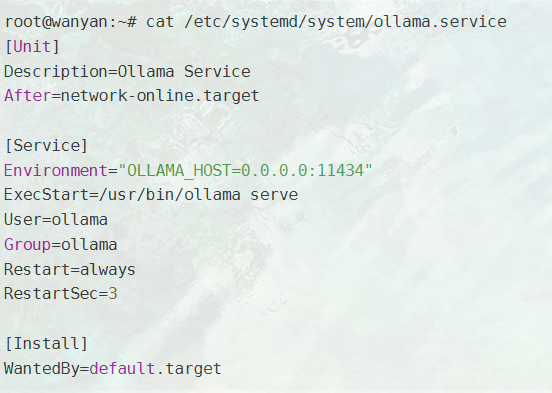 root@wanyan:~# cat /etc/systemd/system/ollama.service
[Unit]
Description=Ollama Service
After=network-online.target
[Service]
Environment="OLLAMA_HOST=0.0.0.0:11434"
ExecStart=/usr/bin/ollama serve
User=ollama
Group=ollama
Restart=always
RestartSec=3
[Install]
WantedBy=default.target